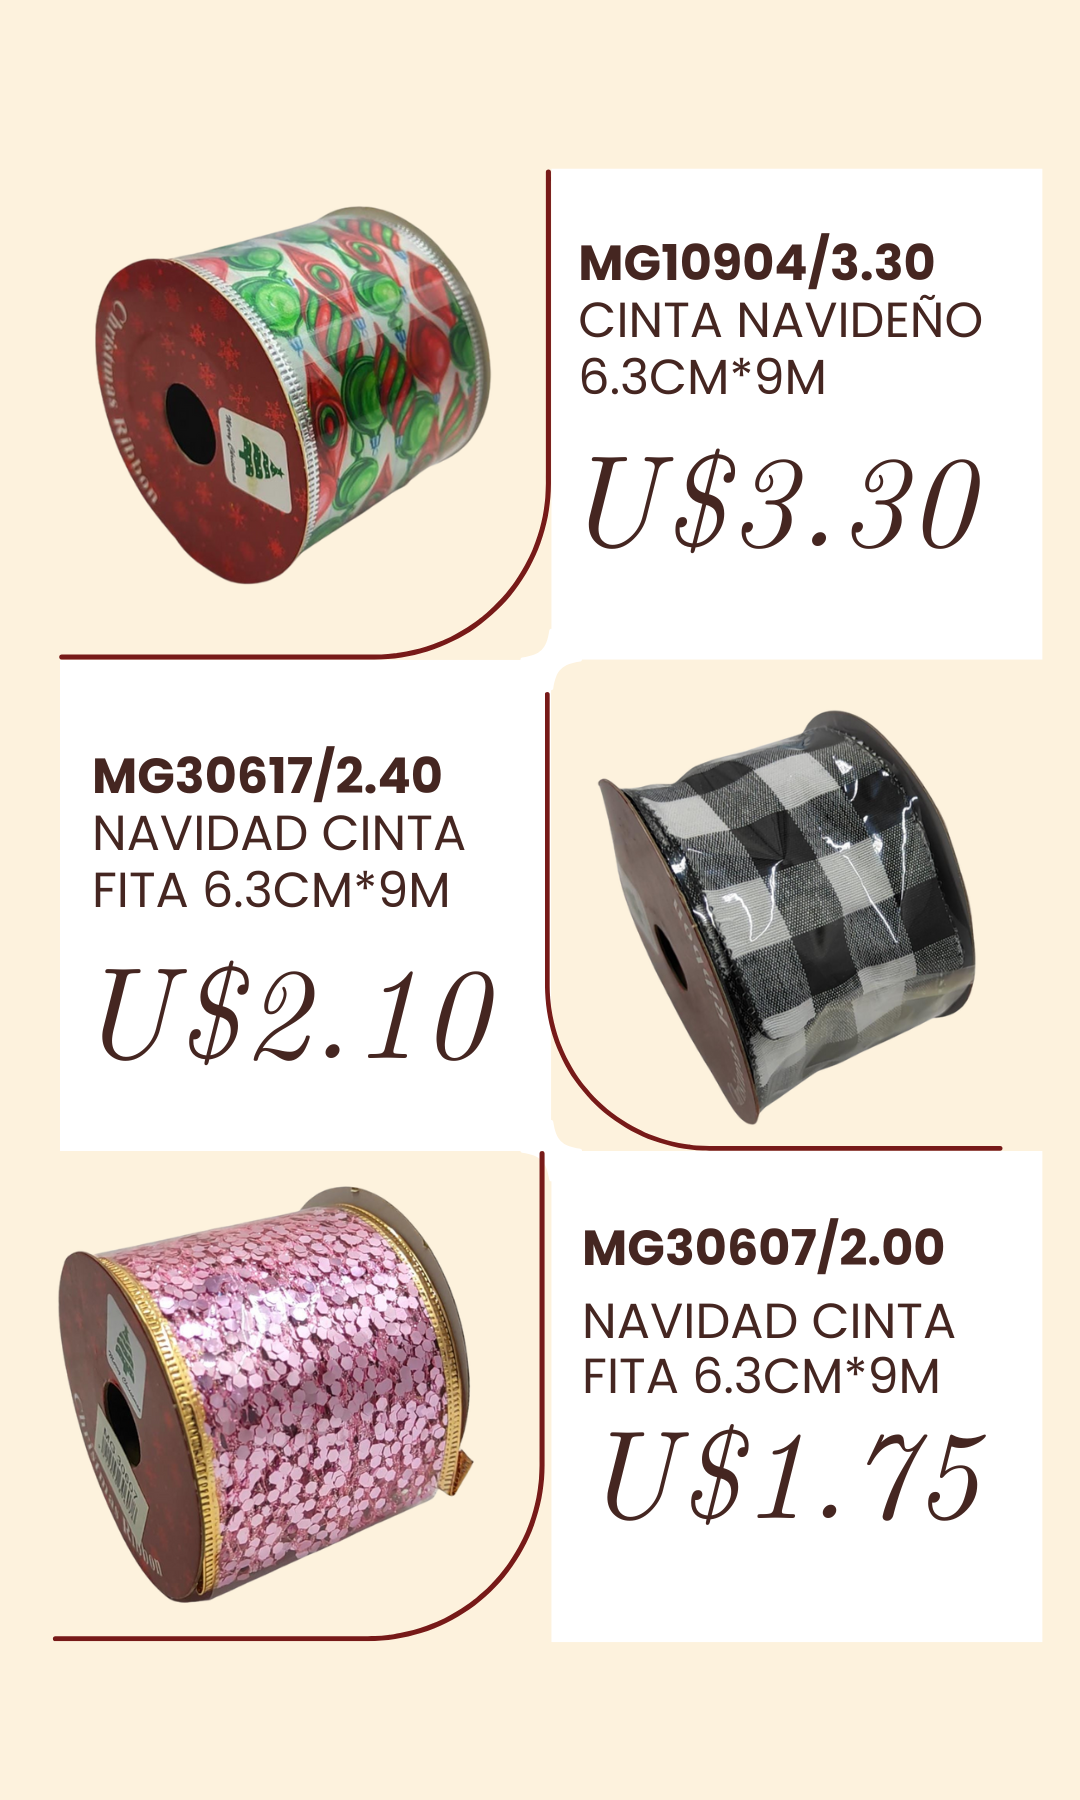 Christmas Ribbon
MG10904/3.30
CINTA NAVIDEÑO
6.3CM*9M
U$3.30
MG30617/2.40
NAVIDAD CINTA
FITA 6.3CM*9M
U$2.10
MG30607/2.00
NAVIDAD CINTA
FITA 6.3CM*9M
U$1.75